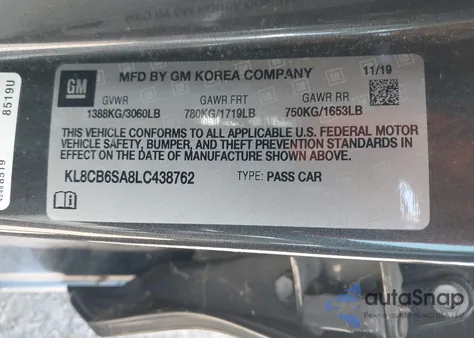 GM
MFD BY GM KOREA COMPANY
11/19
GVWR GAWR FRT GAWR RR
1388KG/3060LB 780KG/1719LB 750KG/1653LB
THIS VEHICLE CONFORMS TO ALL APPLICABLE U.S. FEDERAL MOTOR
VEHICLE SAFETY, BUMPER, AND THEFT PREVENTION STANDARDS IN
EFFECT ON THE DATE OF MANUFACTURE SHOWN ABOVE.
KL8CB6SA8LC438762 TYPE: PASS CAR
8519U
autoSnap